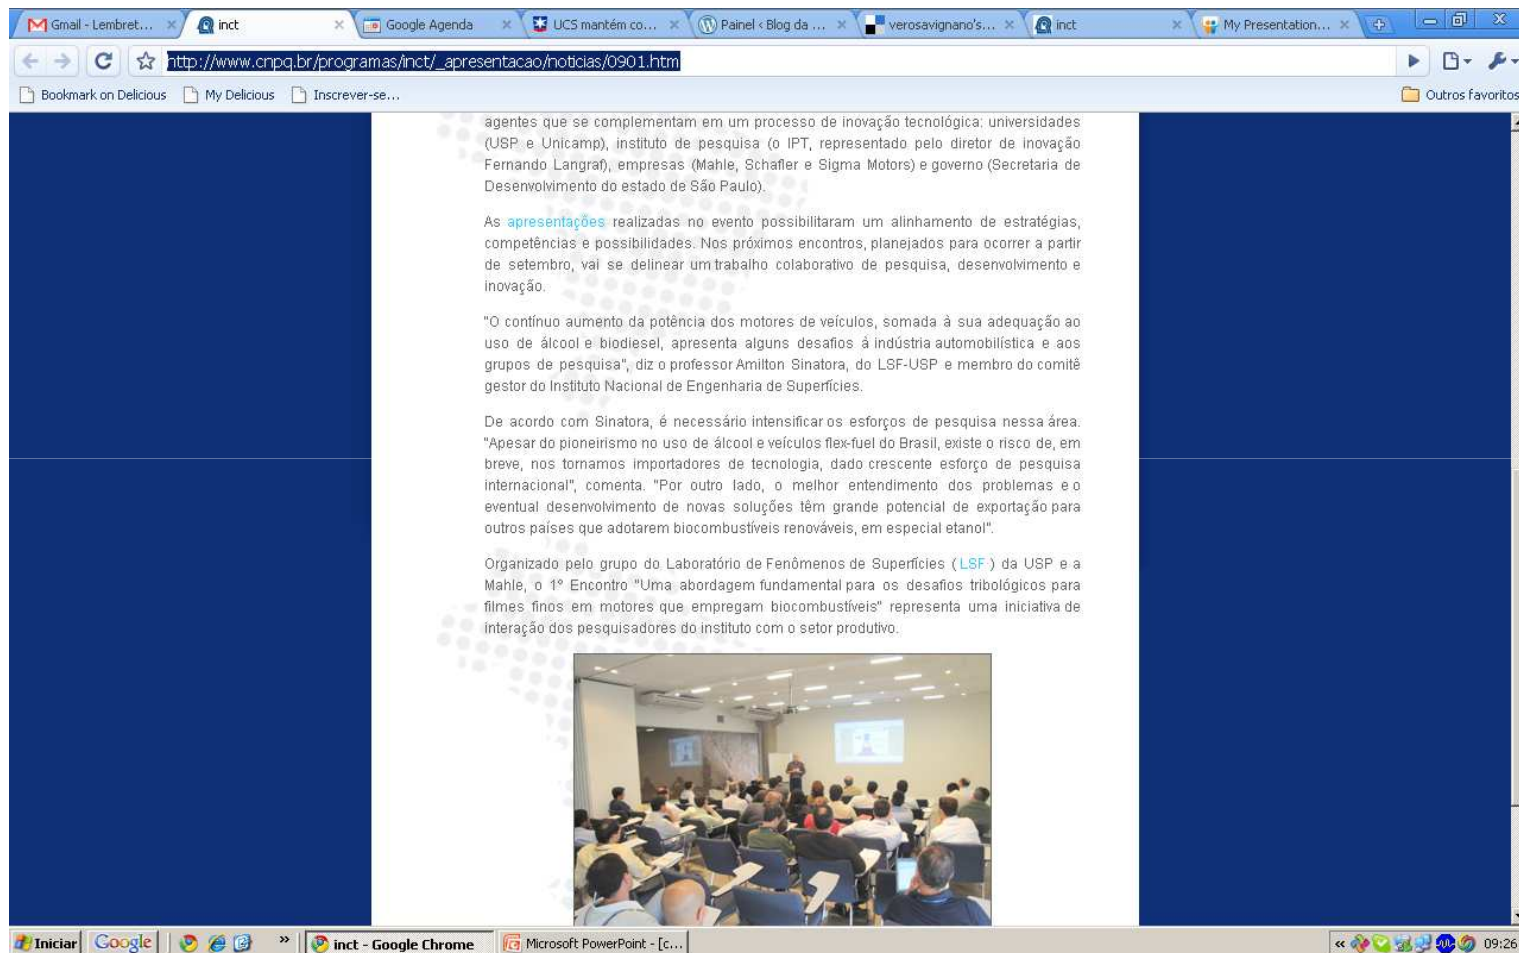 Gmail - Lembret...
inct
Google Agenda
UCS mantém co...
Painel ‹ Blog da ...
verosavignano's...
inct
My Presentation...
http://www.cnpq.br/programas/inct/_apresentacao/noticias/0901.htm
Bookmark on Delicious
My Delicious
Inscrever-se...
Outros favoritos
agentes que se complementam em um processo de inovação tecnológica: universidades
(USP e Unicamp), instituto de pesquisa (o IPT, representado pelo diretor de inovação
Fernando Langraf), empresas (Mahle, Schafler e Sigma Motors) e governo (Secretaria de
Desenvolvimento do estado de São Paulo).
As apresentações realizadas no evento possibilitaram um alinhamento de estratégias,
competências e possibilidades. Nos próximos encontros, planejados para ocorrer a partir
de setembro, vai se delinear um trabalho colaborativo de pesquisa, desenvolvimento e
inovação.
"O contínuo aumento da potência dos motores de veículos, somada à sua adequação ao
uso de álcool e biodiesel, apresenta alguns desafios á indústria automobilística e aos
grupos de pesquisa", diz o professor Amilton Sinatora, do LSF-USP e membro do comitê
gestor do Instituto Nacional de Engenharia de Superfícies.
De acordo com Sinatora, é necessário intensificar os esforços de pesquisa nessa área.
"Apesar do pioneirismo no uso de álcool e veículos flex-fuel do Brasil, existe o risco de, em
breve, nos tornamos importadores de tecnologia, dado crescente esforço de pesquisa
internacional", comenta. "Por outro lado, o melhor entendimento dos problemas e o
eventual desenvolvimento de novas soluções têm grande potencial de exportação para
outros países que adotarem biocombustíveis renováveis, em especial etanol".
Organizado pelo grupo do Laboratório de Fenômenos de Superfícies ( LSF ) da USP e a
Mahle, o 1º Encontro "Uma abordagem fundamental para os desafios tribológicos para
filmes finos em motores que empregam biocombustíveis" representa uma iniciativa de
interação dos pesquisadores do instituto com o setor produtivo.
Iniciar
Google
»
inct - Google Chrome
Microsoft PowerPoint - [c...
«
09:26